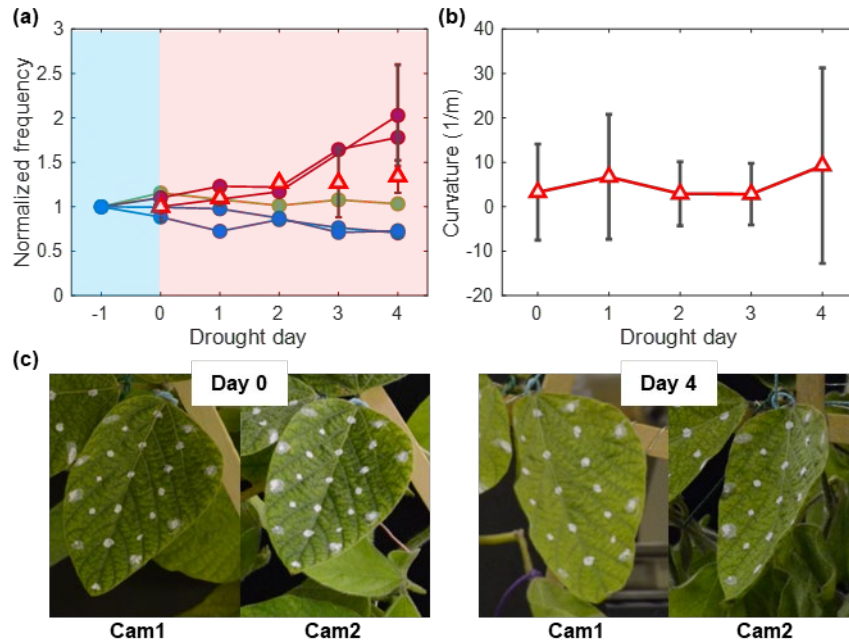 (a)
3
2.5
2
1.5
1
0.5
0
Normalized frequency
-1 0 1 2 3 4
Drought day
(b)
40
30
20
10
0
-10
-20
Curvature (1/m)
0 1 2 3 4
Drought day
(c)
Day 0
Day 4
Cam1 Cam2 Cam1 Cam2